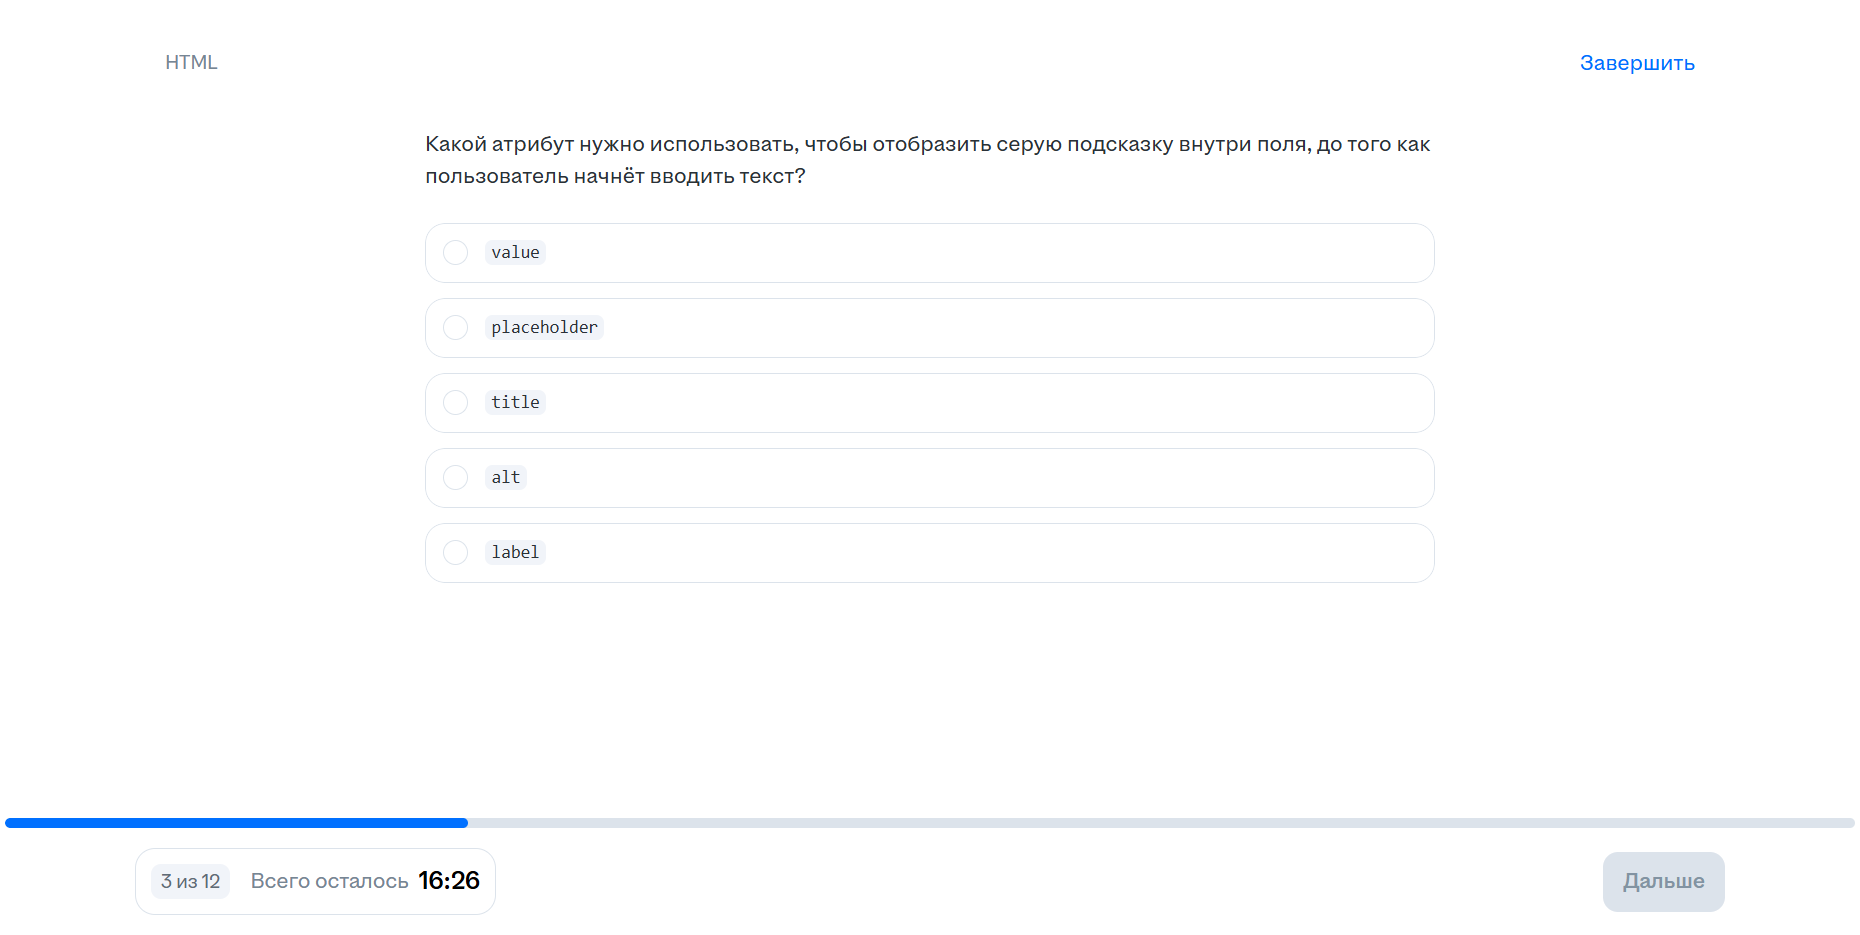 HTML
Завершить
Какой атрибут нужно использовать, чтобы отобразить серую подсказку внутри поля, до того как
пользователь начнёт вводить текст?
value
placeholder
title
alt
label
3 из 12 Всего осталось 16:26
Дальше